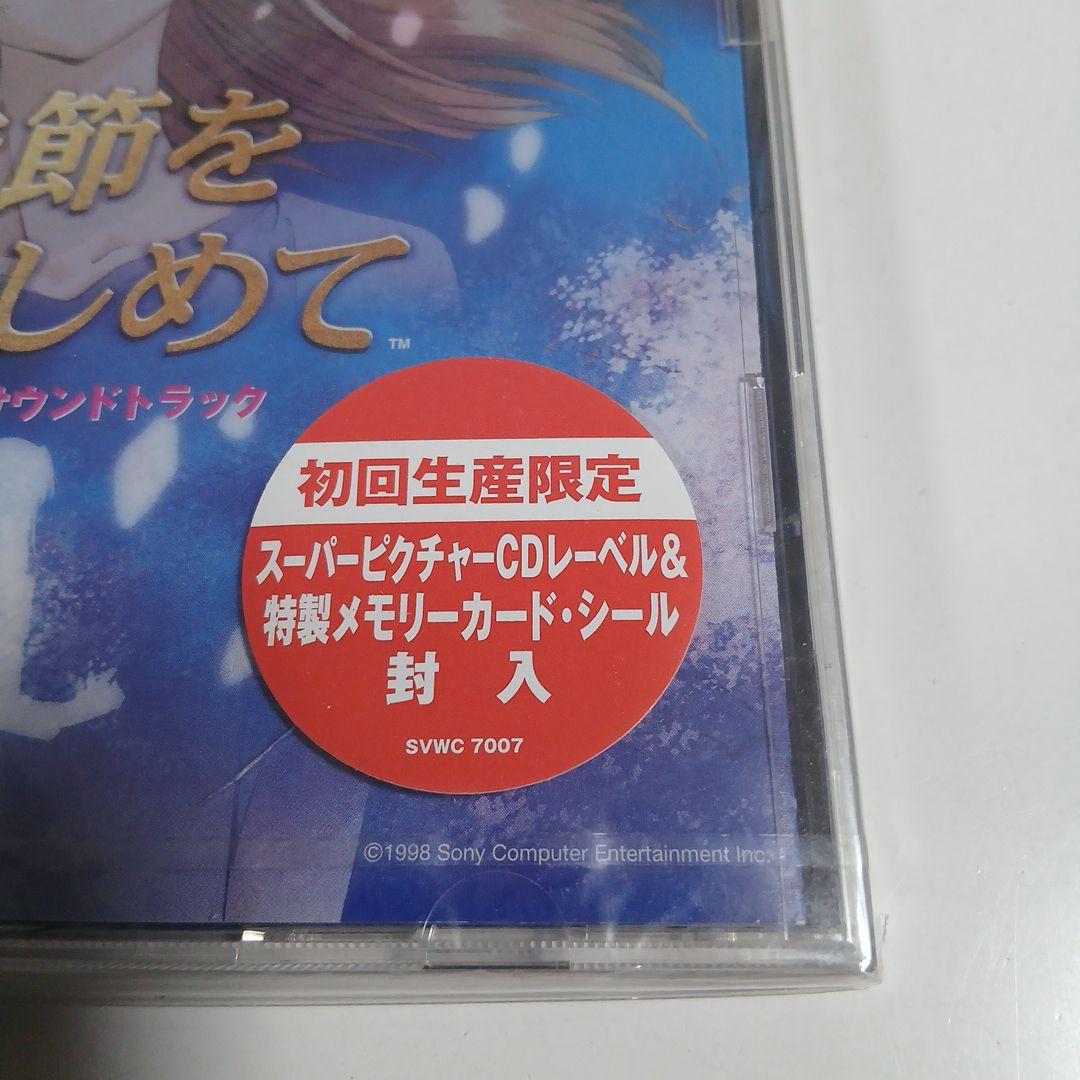 節を
しめて™
サウンドトラック
初回生産限定
スーパーピクチャーCDレーベル&
特製メモリーカード・シール
封 入
SVWC 7007
©1998 Sony Computer Entertainment Inc.